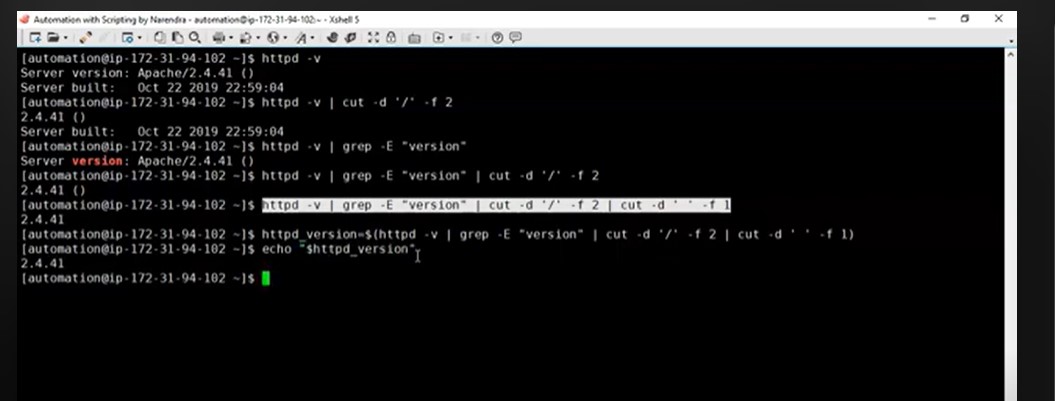 Automation with Scripting by Narendra - automation@ip-172-31-94-102:~ - Xshell 5
[automation@ip-172-31-94-102 ~]$ httpd -v
Server version: Apache/2.4.41 ()
Server built:   Oct 22 2019 22:59:04
[automation@ip-172-31-94-102 ~]$ httpd -v | cut -d '/' -f 2
2.4.41 ()
Server built:   Oct 22 2019 22:59:04
[automation@ip-172-31-94-102 ~]$ httpd -v | grep -E "version"
Server version: Apache/2.4.41 ()
[automation@ip-172-31-94-102 ~]$ httpd -v | grep -E "version" | cut -d '/' -f 2
2.4.41 ()
[automation@ip-172-31-94-102 ~]$ httpd -v | grep -E "version" | cut -d '/' -f 2 | cut -d ' ' -f 1
2.4.41
[automation@ip-172-31-94-102 ~]$ httpd_version=$(httpd -v | grep -E "version" | cut -d '/' -f 2 | cut -d ' ' -f 1)
[automation@ip-172-31-94-102 ~]$ echo "$httpd_version"
2.4.41
[automation@ip-172-31-94-102 ~]$